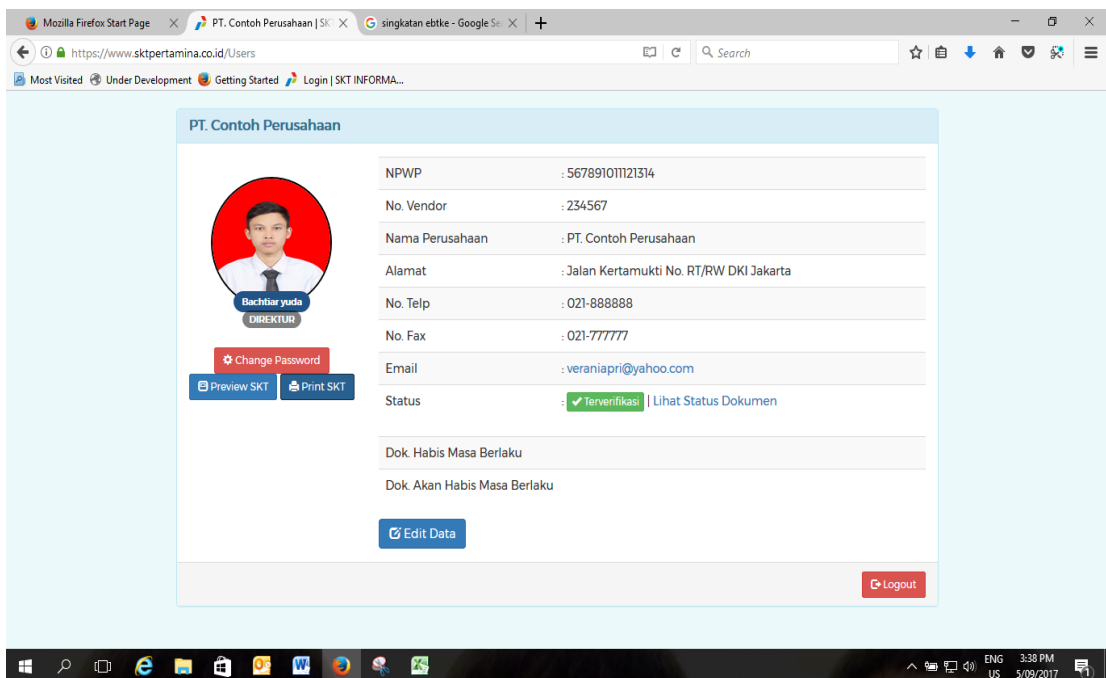 Mozilla Firefox Start Page
PT. Contoh Perusahaan | SKT
singkatan ebtke - Google Se
https://www.sktpertamina.co.id/Users
Search
Most Visited Under Development Getting Started Login | SKT INFORMA...
PT. Contoh Perusahaan
NPWP : 567891011121314
No. Vendor : 234567
Nama Perusahaan : PT. Contoh Perusahaan
Alamat : Jalan Kertamukti No. RT/RW DKI Jakarta
No. Telp : 021-888888
No. Fax : 021-777777
Email : veraniapri@yahoo.com
Status : Terverifikasi | Lihat Status Dokumen
Dok. Habis Masa Berlaku
Dok. Akan Habis Masa Berlaku
Edit Data
Bachtiar yuda
DIREKTUR
Change Password
Preview SKT Print SKT
Logout
ENG 3:38 PM
US 5/09/2017